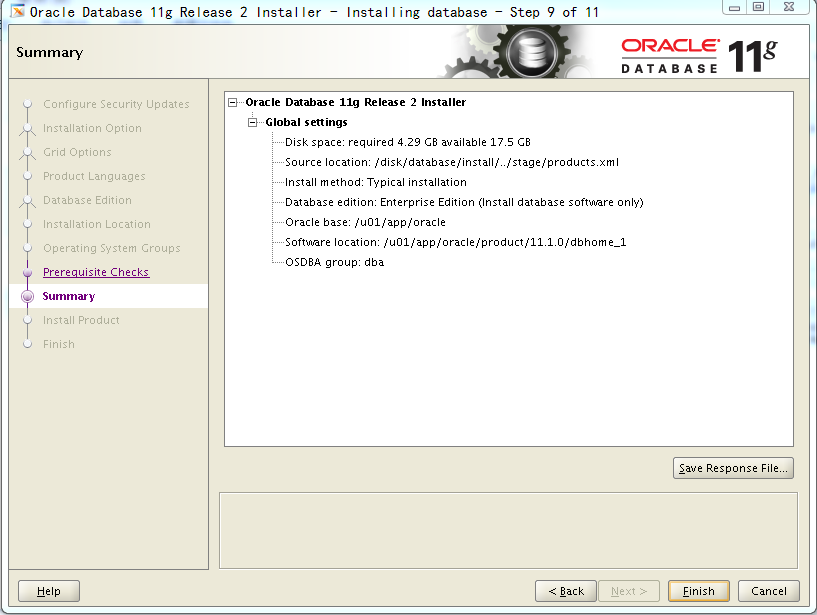 Oracle Database 11g Release 2 Installer - Installing database - Step 9 of 11
Summary
ORACLE
DATABASE 11g
Configure Security Updates
Installation Option
Grid Options
Product Languages
Database Edition
Installation Location
Operating System Groups
Prerequisite Checks
Summary
Install Product
Finish
Oracle Database 11g Release 2 Installer
Global settings
Disk space: required 4.29 GB available 17.5 GB
Source location: /disk/database/install/../stage/products.xml
Install method: Typical installation
Database edition: Enterprise Edition (Install database software only)
Oracle base: /u01/app/oracle
Software location: /u01/app/oracle/product/11.1.0/dbhome_1
OSDBA group: dba
Save Response File...
Help
< Back
Next >
Finish
Cancel